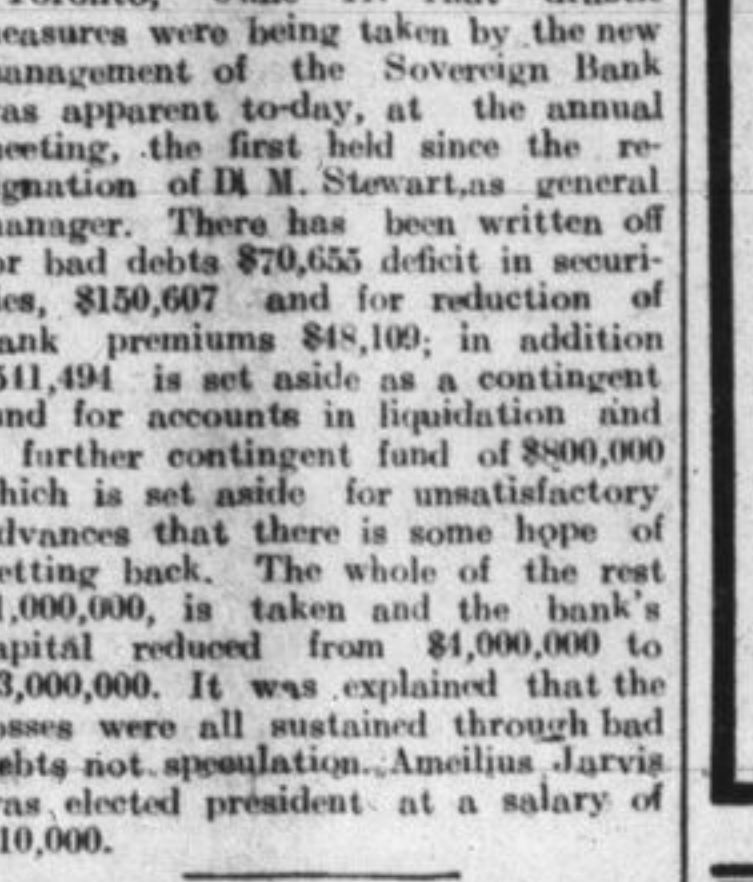 easures were being taken by the new
anagement of the Sovereign Bank
as apparent to-day, at the annual
eeting, the first held since the re-
gnation of D. M. Stewart, as general
anager. There has been written off
or bad debts $70,655 deficit in securi-
ies, $150,607 and for reduction of
ank premiums $48,109; in addition
541,494 is set aside as a contingent
und for accounts in liquidation and
further contingent fund of $800,000
hich is set aside for unsatisfactory
dvances that there is some hope of
etting back. The whole of the rest
1,000,000, is taken and the bank's
apital reduced from $4,000,000 to
3,000,000. It was explained that the
osses were all sustained through bad
ebts not speculation. Ameilius Jarvis
as elected president at a salary of
10,000.